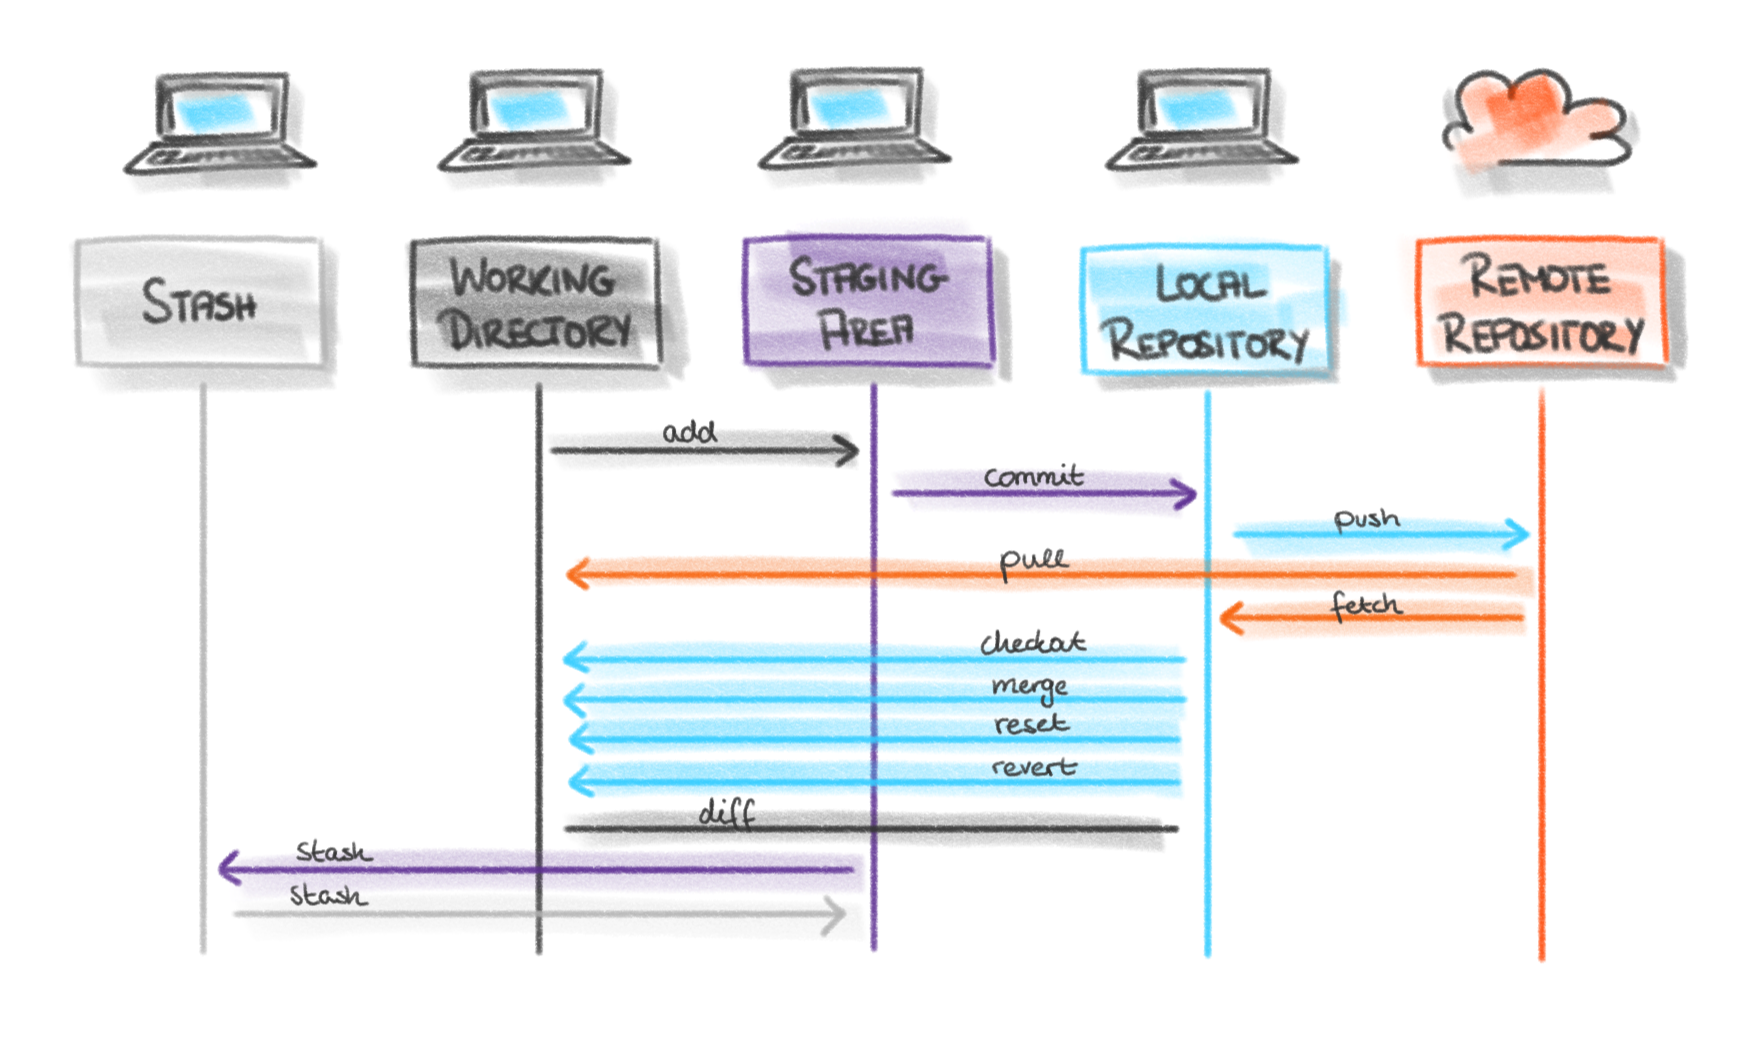 STASH
WORKING
DIRECTORY
STAGING-
AREA
LOCAL
REPOSITORY
REMOTE
REPOSITORY
add
commit
push
pull
fetch
checkout
merge
reset
revert
diff
stash
stash